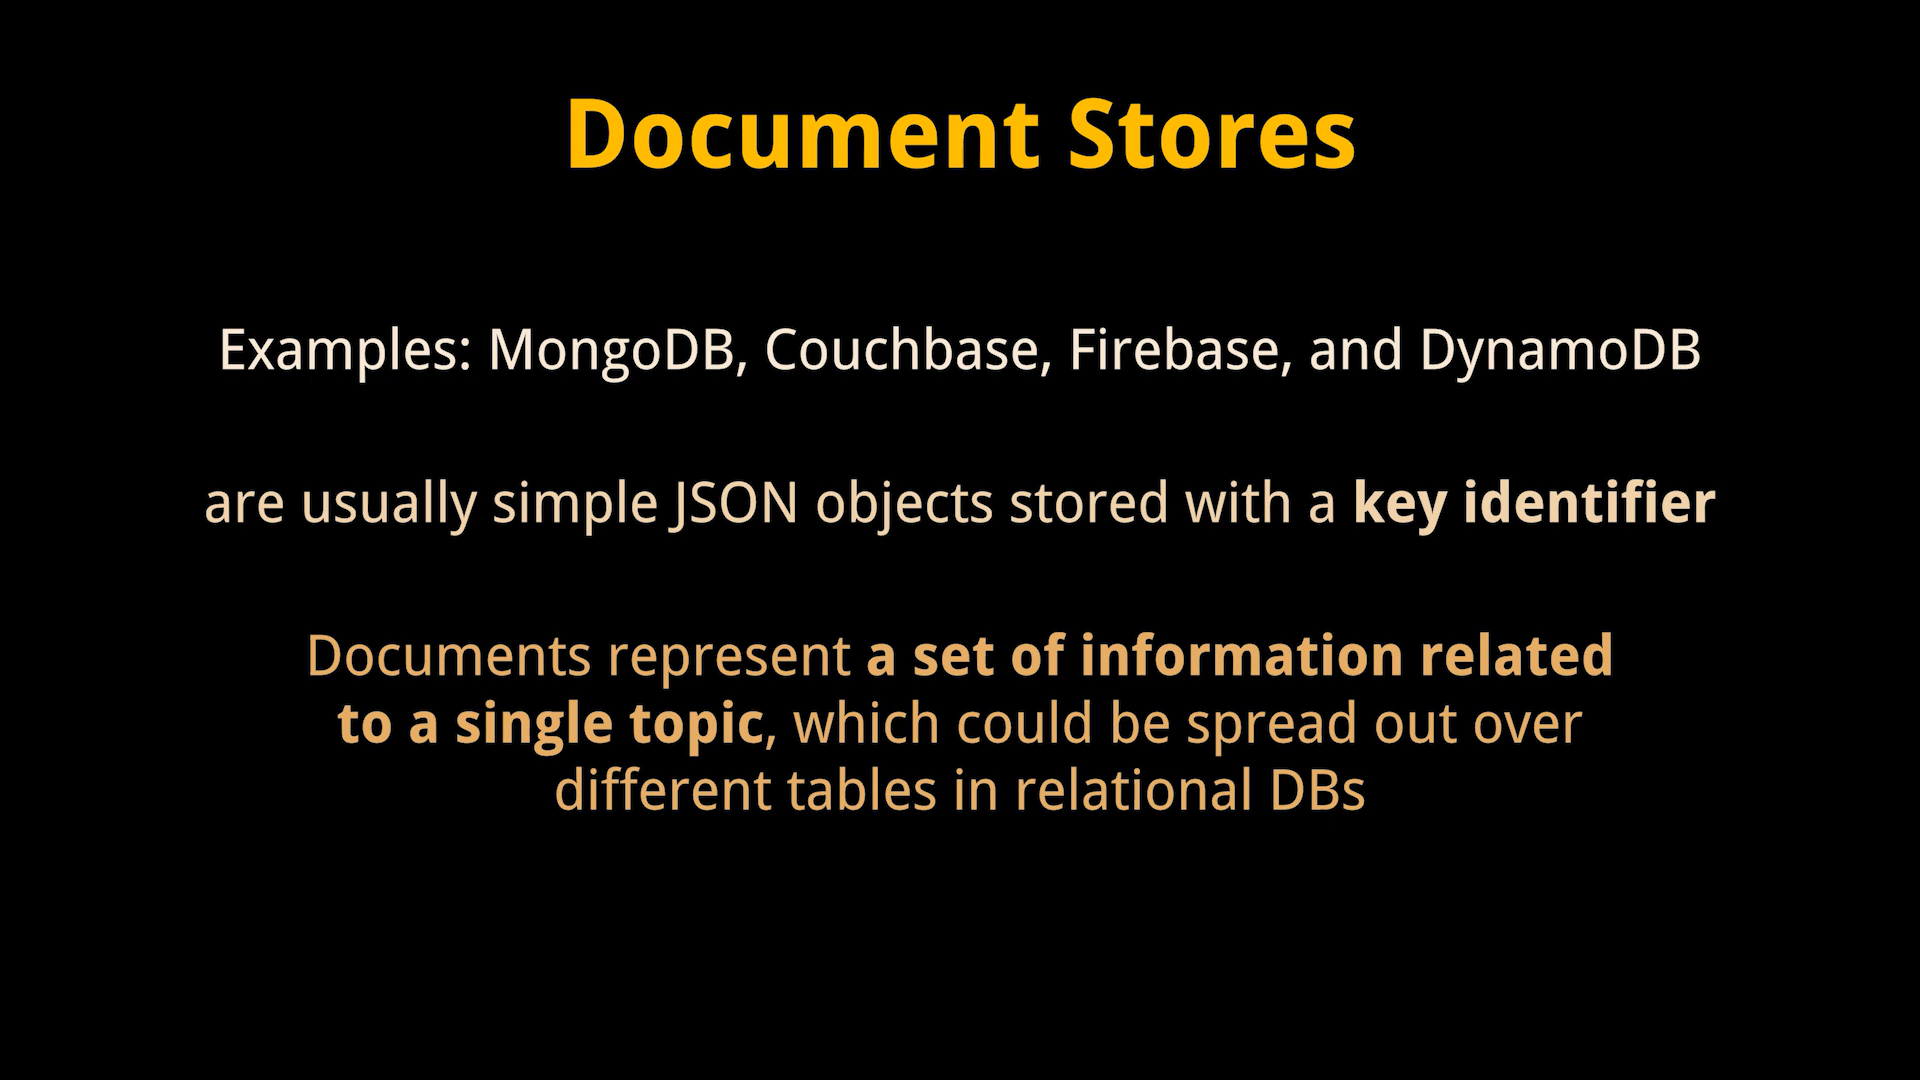 Document Stores
Examples: MongoDB, Couchbase, Firebase, and DynamoDB
are usually simple JSON objects stored with a key identifier
Documents represent a set of information related
to a single topic, which could be spread out over
different tables in relational DBs